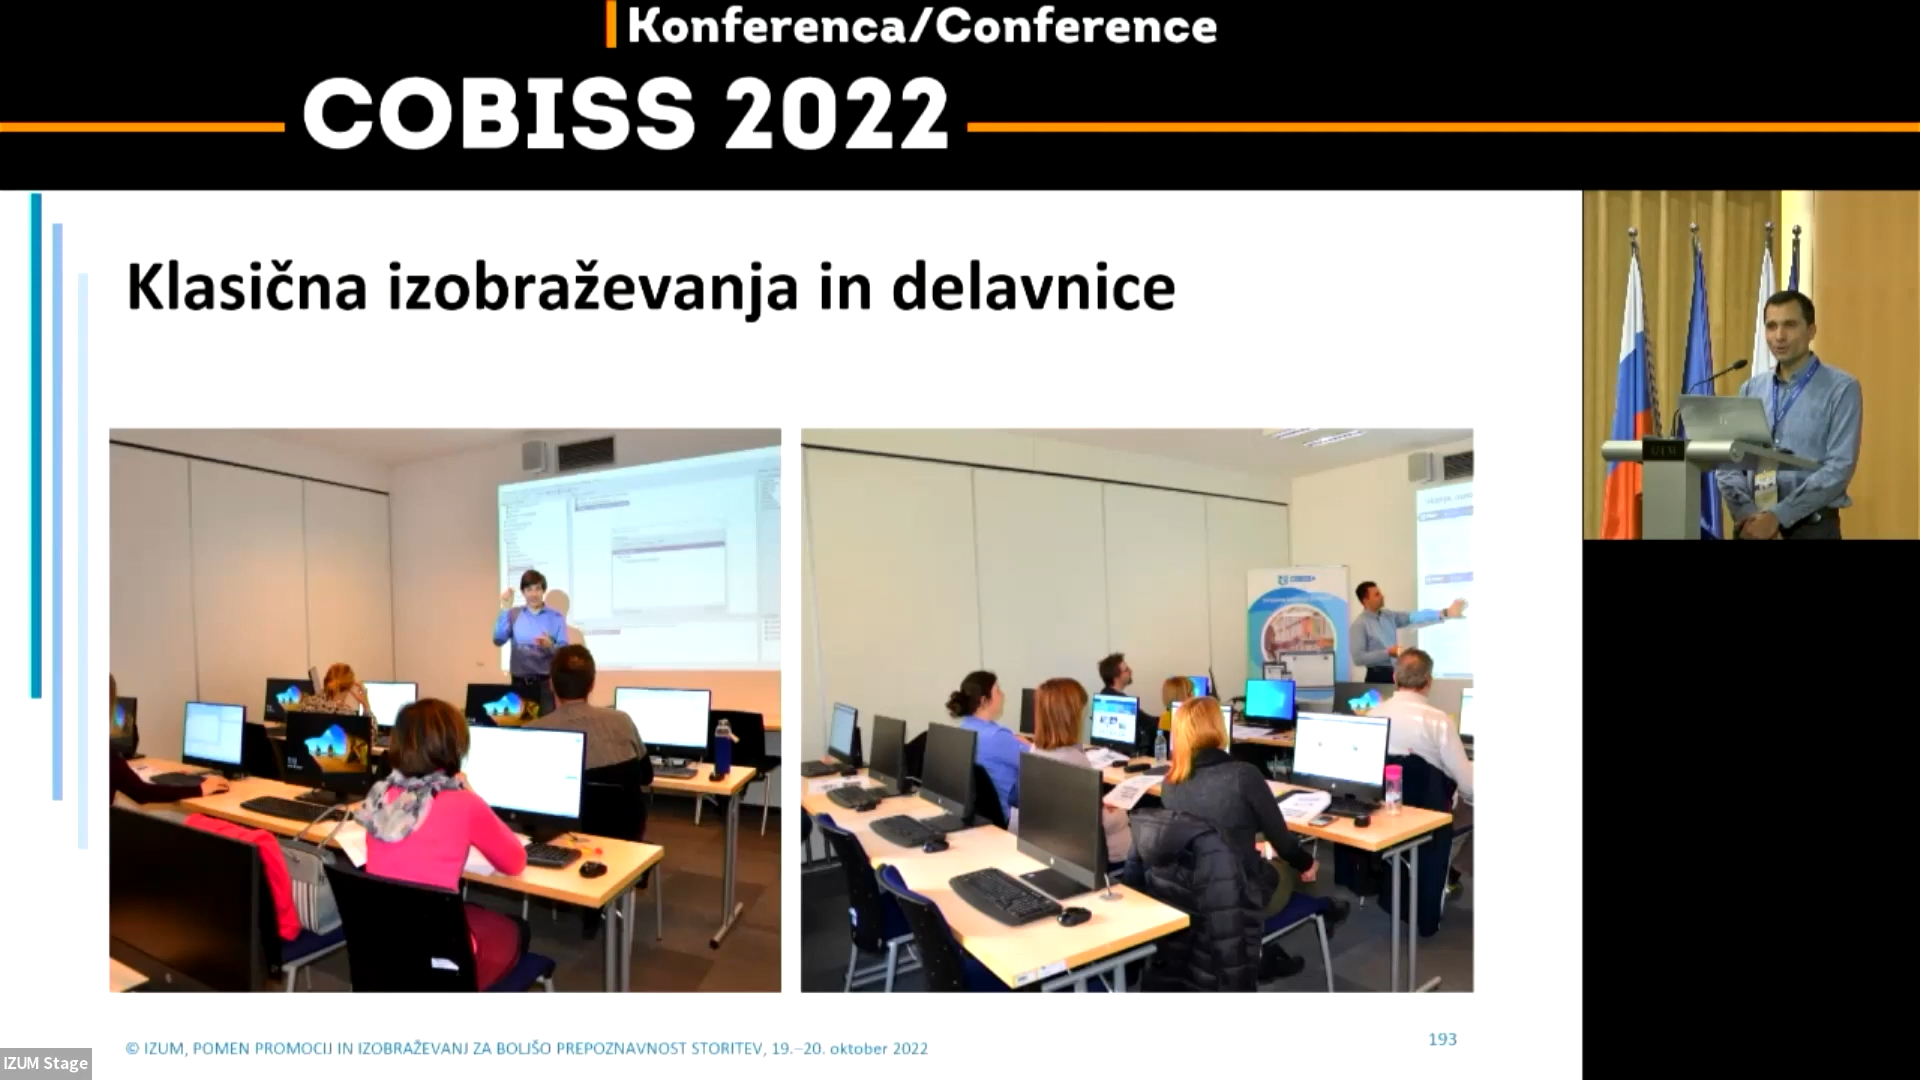 Konferenca/Conference
COBISS 2022
Klasična izobraževanja in delavnice
© IZUM, POMEN PROMOCIJ IN IZOBRAŽEVANJ ZA BOLJŠO PREPOZNAVNOST STORITEV, 19.–20. oktober 2022
193
IZUM Stage